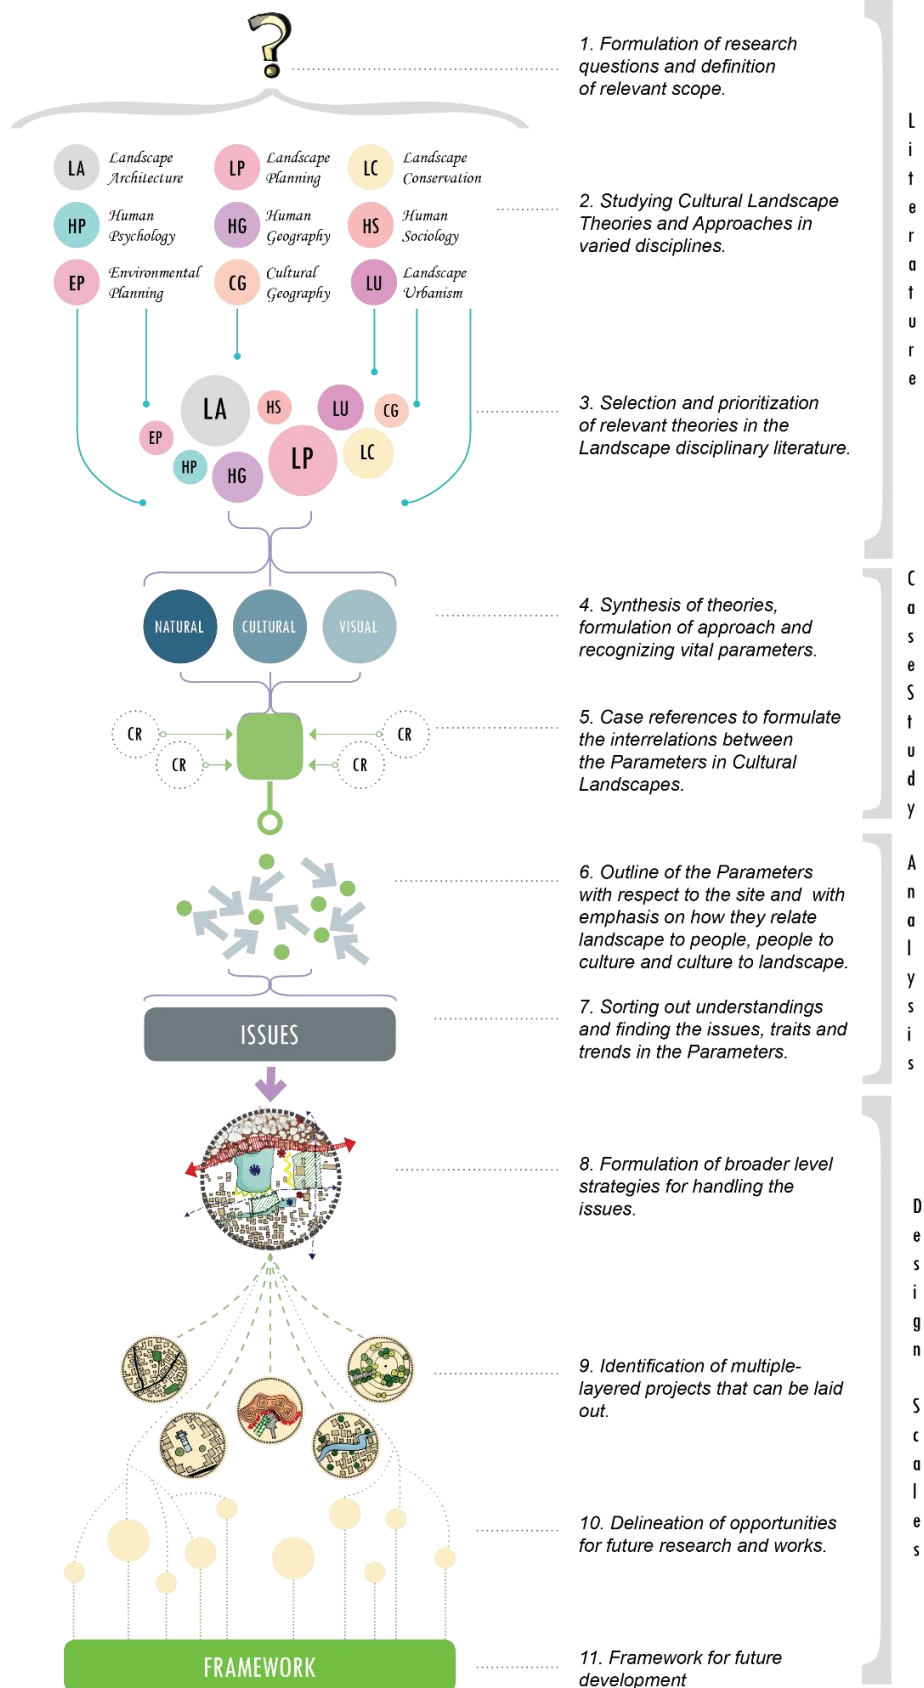 ?
1. Formulation of research
questions and definition
of relevant scope.
LA Landscape
Architecture
LP Landscape
Planning
LC Landscape
Conservation
HP Human
Psychology
HG Human
Geography
HS Human
Sociology
EP Environmental
Planning
CG Cultural
Geography
LU Landscape
Urbanism
2. Studying Cultural Landscape
Theories and Approaches in
varied disciplines.
LA
HS
LU
CG
EP
HP
HG
LP
LC
3. Selection and prioritization
of relevant theories in the
Landscape disciplinary literature.
Literature
NATURAL
CULTURAL
VISUAL
4. Synthesis of theories,
formulation of approach and
recognizing vital parameters.
CR
CR
CR
CR
5. Case references to formulate
the interrelations between
the Parameters in Cultural
Landscapes.
Case Study
6. Outline of the Parameters
with respect to the site and with
emphasis on how they relate
landscape to people, people to
culture and culture to landscape.
ISSUES
7. Sorting out understandings
and finding the issues, traits and
trends in the Parameters.
Analysis
8. Formulation of broader level
strategies for handling the
issues.
9. Identification of multiple-
layered projects that can be laid
out.
10. Delineation of opportunities
for future research and works.
FRAMEWORK
11. Framework for future
development
Design Scales